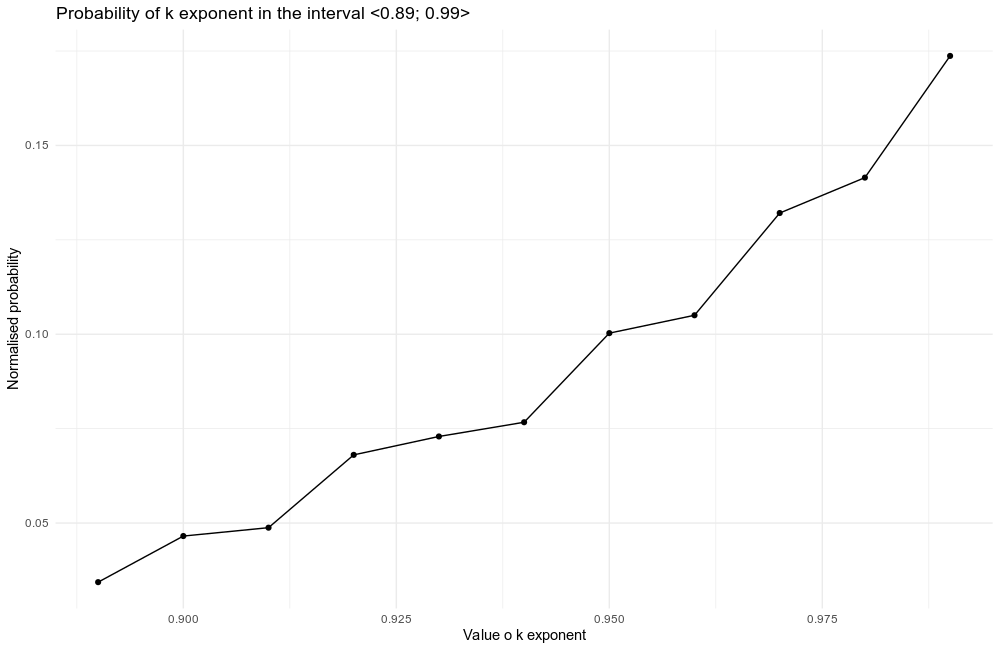 Probability of k exponent in the interval <0.89; 0.99>
Normalised probability
0.15
0.10
0.05
0.900 0.925 0.950 0.975
Value o k exponent